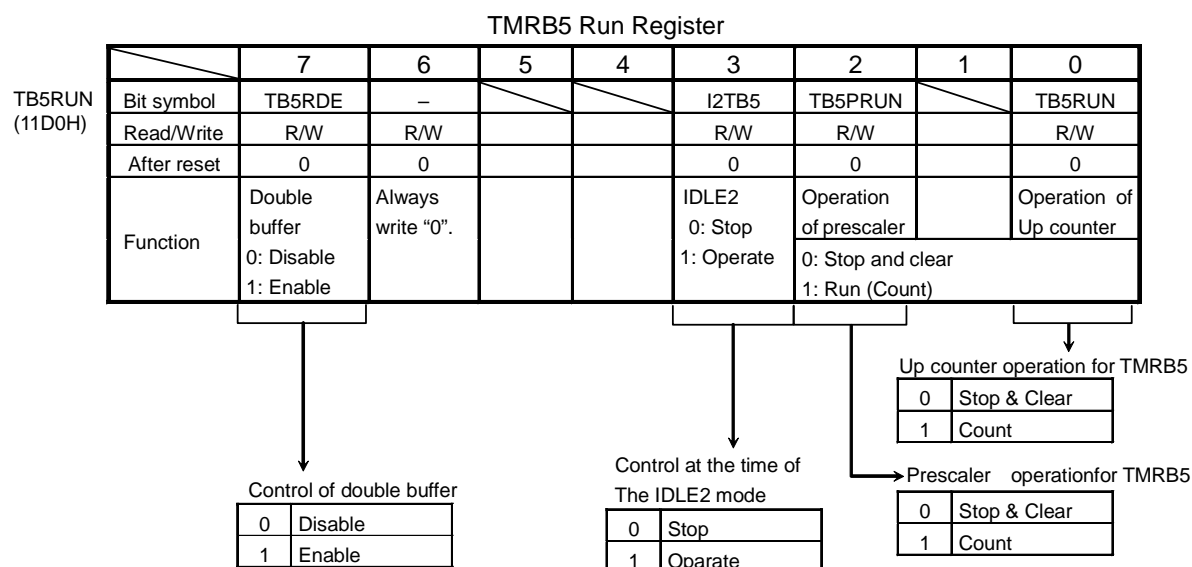 TMRB5 Run Register
7 6 5 4 3 2 1 0
TB5RUN
(11D0H)
Bit symbol TB5RDE – I2TB5 TB5PRUN TB5RUN
Read/Write R/W R/W R/W R/W R/W
After reset 0 0 0 0 0
Function
Double
buffer
0: Disable
1: Enable
Always
write “0”.
IDLE2
0: Stop
1: Operate
Operation
of prescaler
Operation of
Up counter
0: Stop and clear
1: Run (Count)
Up counter operation for TMRB5
0 Stop & Clear
1 Count
Prescaler operationfor TMRB5
0 Stop & Clear
1 Count
Control at the time of
The IDLE2 mode
0 Stop
1 Oparate
Control of double buffer
0 Disable
1 Enable